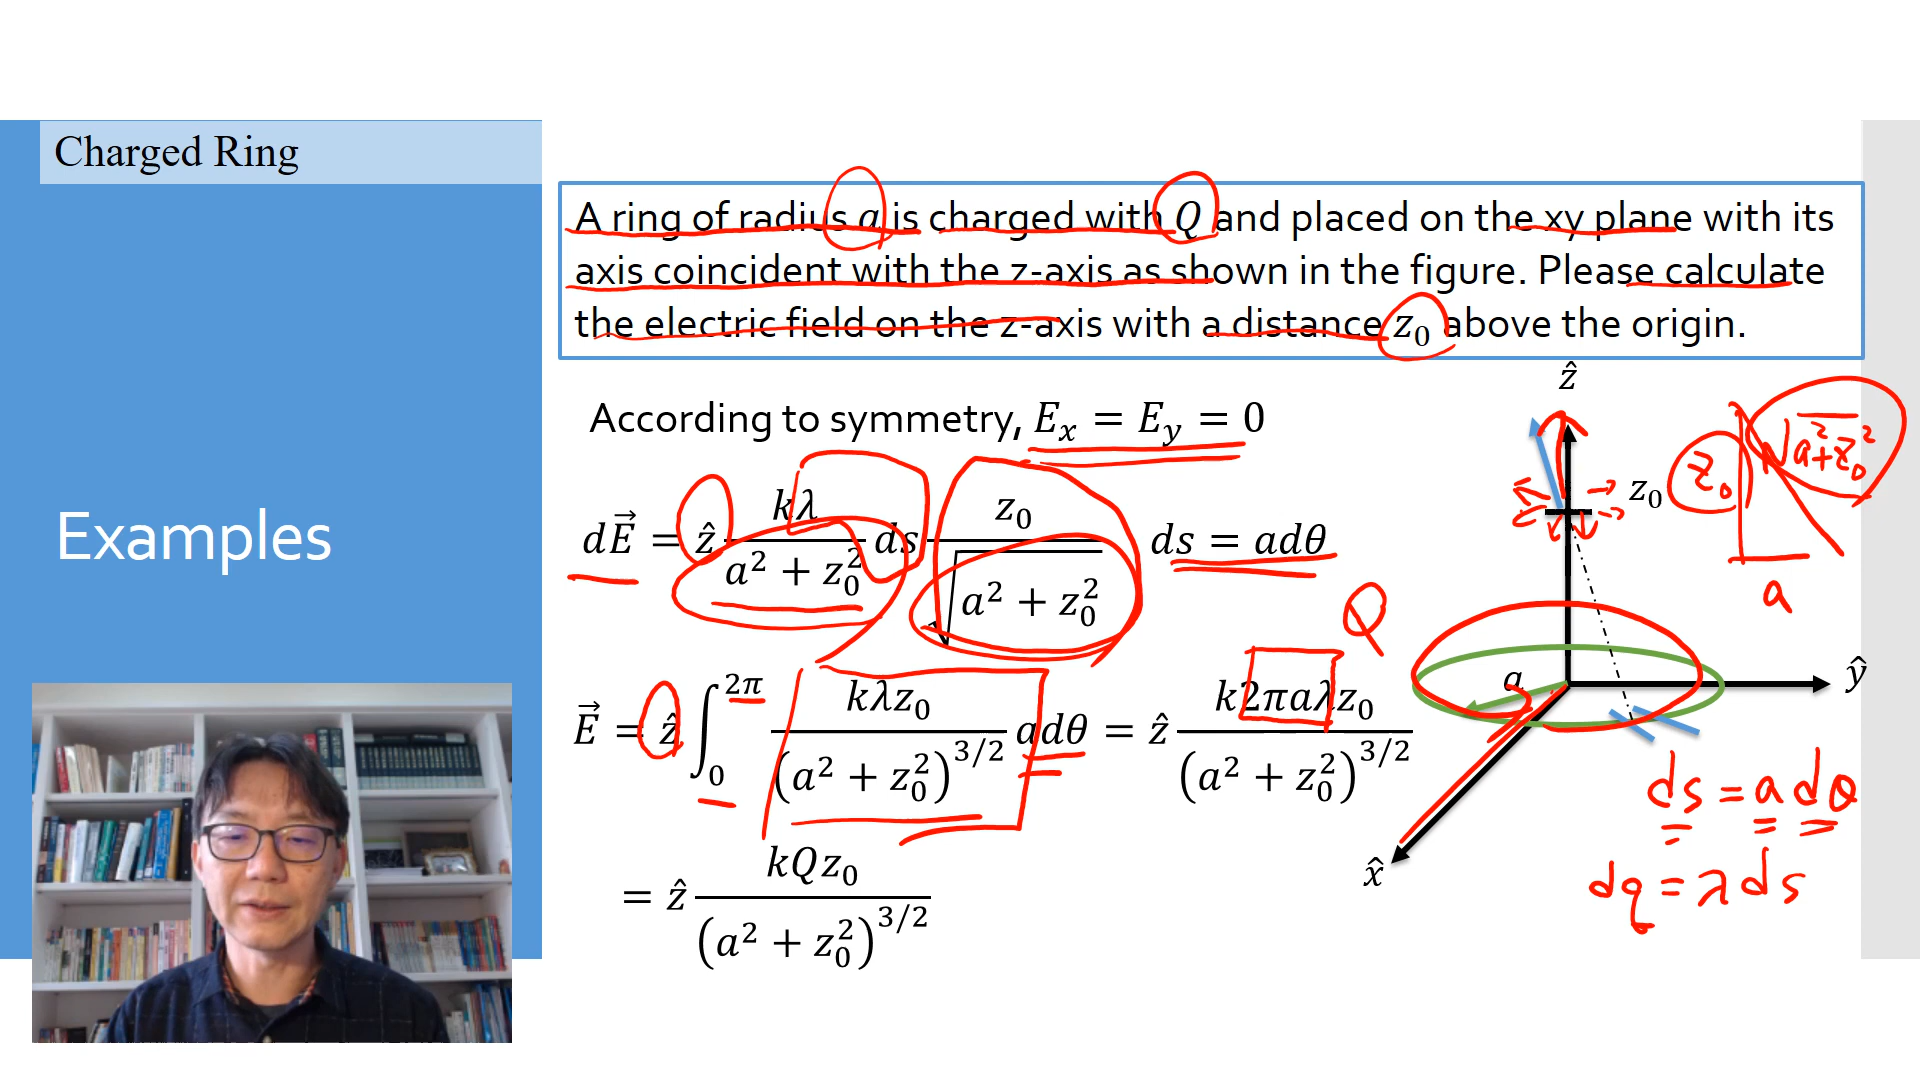 Charged Ring
Examples
A ring of radius a is charged with Q and placed on the xy plane with its
axis coincident with the z-axis as shown in the figure. Please calculate
the electric field on the z-axis with a distance z₀ above the origin.
According to symmetry, Eₓ = E_y = 0
dE⃗ = ẑ kλ/(a² + z₀²) ds z₀/√(a² + z₀²) ds = adθ
E⃗ = ẑ ∫₀^{2π} kλz₀/(a² + z₀²)^{3/2} adθ = ẑ k2πaλz₀/(a² + z₀²)^{3/2}
= ẑ kQz₀/(a² + z₀²)^{3/2}
Q
ẑ
z₀
z₀
√(a²+z₀²)
a
a
ŷ
x̂
ds = a dθ
dq = λ ds